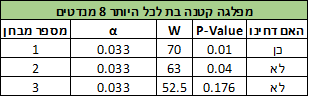 מפלגה קטנה בת לכל היותר 8 מנדטים
מספר מבחן α W P-Value האם דחינו
1 0.033 70 0.01 כן
2 0.033 63 0.04 לא
3 0.033 52.5 0.176 לא